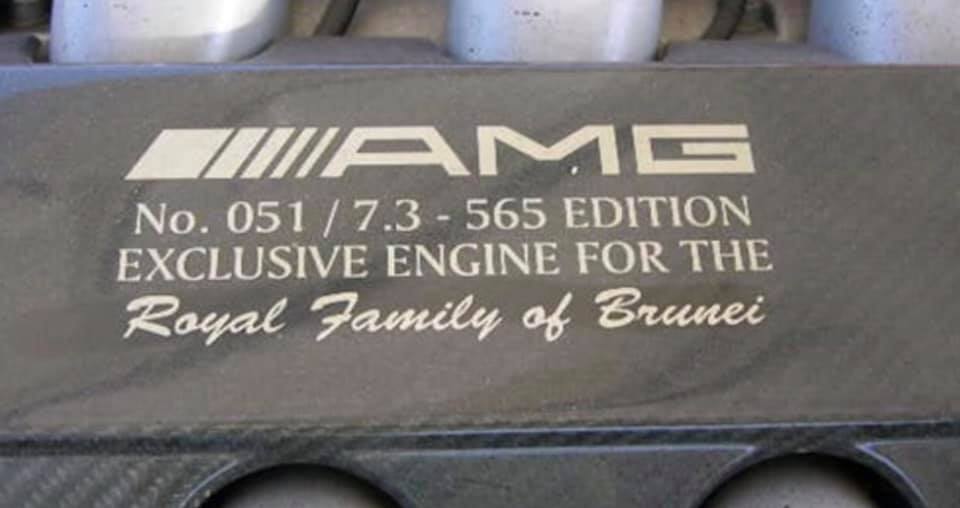 AMG
No. 051 / 7.3 - 565 EDITION
EXCLUSIVE ENGINE FOR THE
Royal Family of Brunei